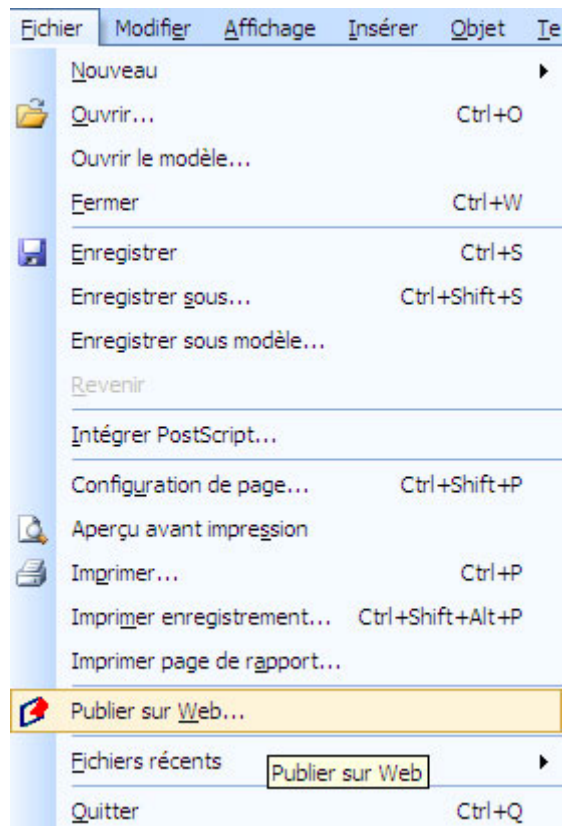 Fichier Modifier Affichage Insérer Objet Te
Nouveau
Ouvrir... Ctrl+O
Ouvrir le modèle...
Fermer Ctrl+W
Enregistrer Ctrl+S
Enregistrer sous... Ctrl+Shift+S
Enregistrer sous modèle...
Revenir
Intégrer PostScript...
Configuration de page... Ctrl+Shift+P
Aperçu avant impression
Imprimer... Ctrl+P
Imprimer enregistrement... Ctrl+Shift+Alt+P
Imprimer page de rapport...
Publier sur Web...
Fichiers récents
Publier sur Web
Quitter Ctrl+Q